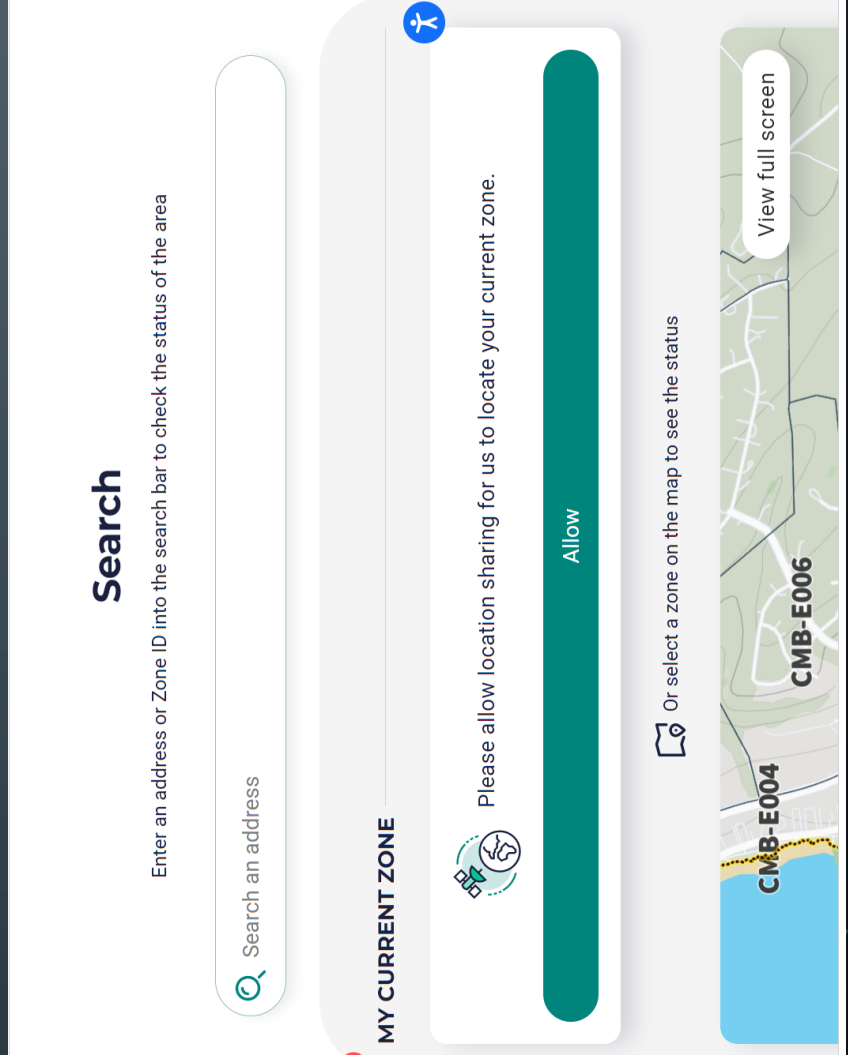 Search
Enter an address or Zone ID into the search bar to check the status of the area
Search an address
MY CURRENT ZONE
Please allow location sharing for us to locate your current zone.
Allow
Or select a zone on the map to see the status
View full screen
CMB-E004
CMB-E006